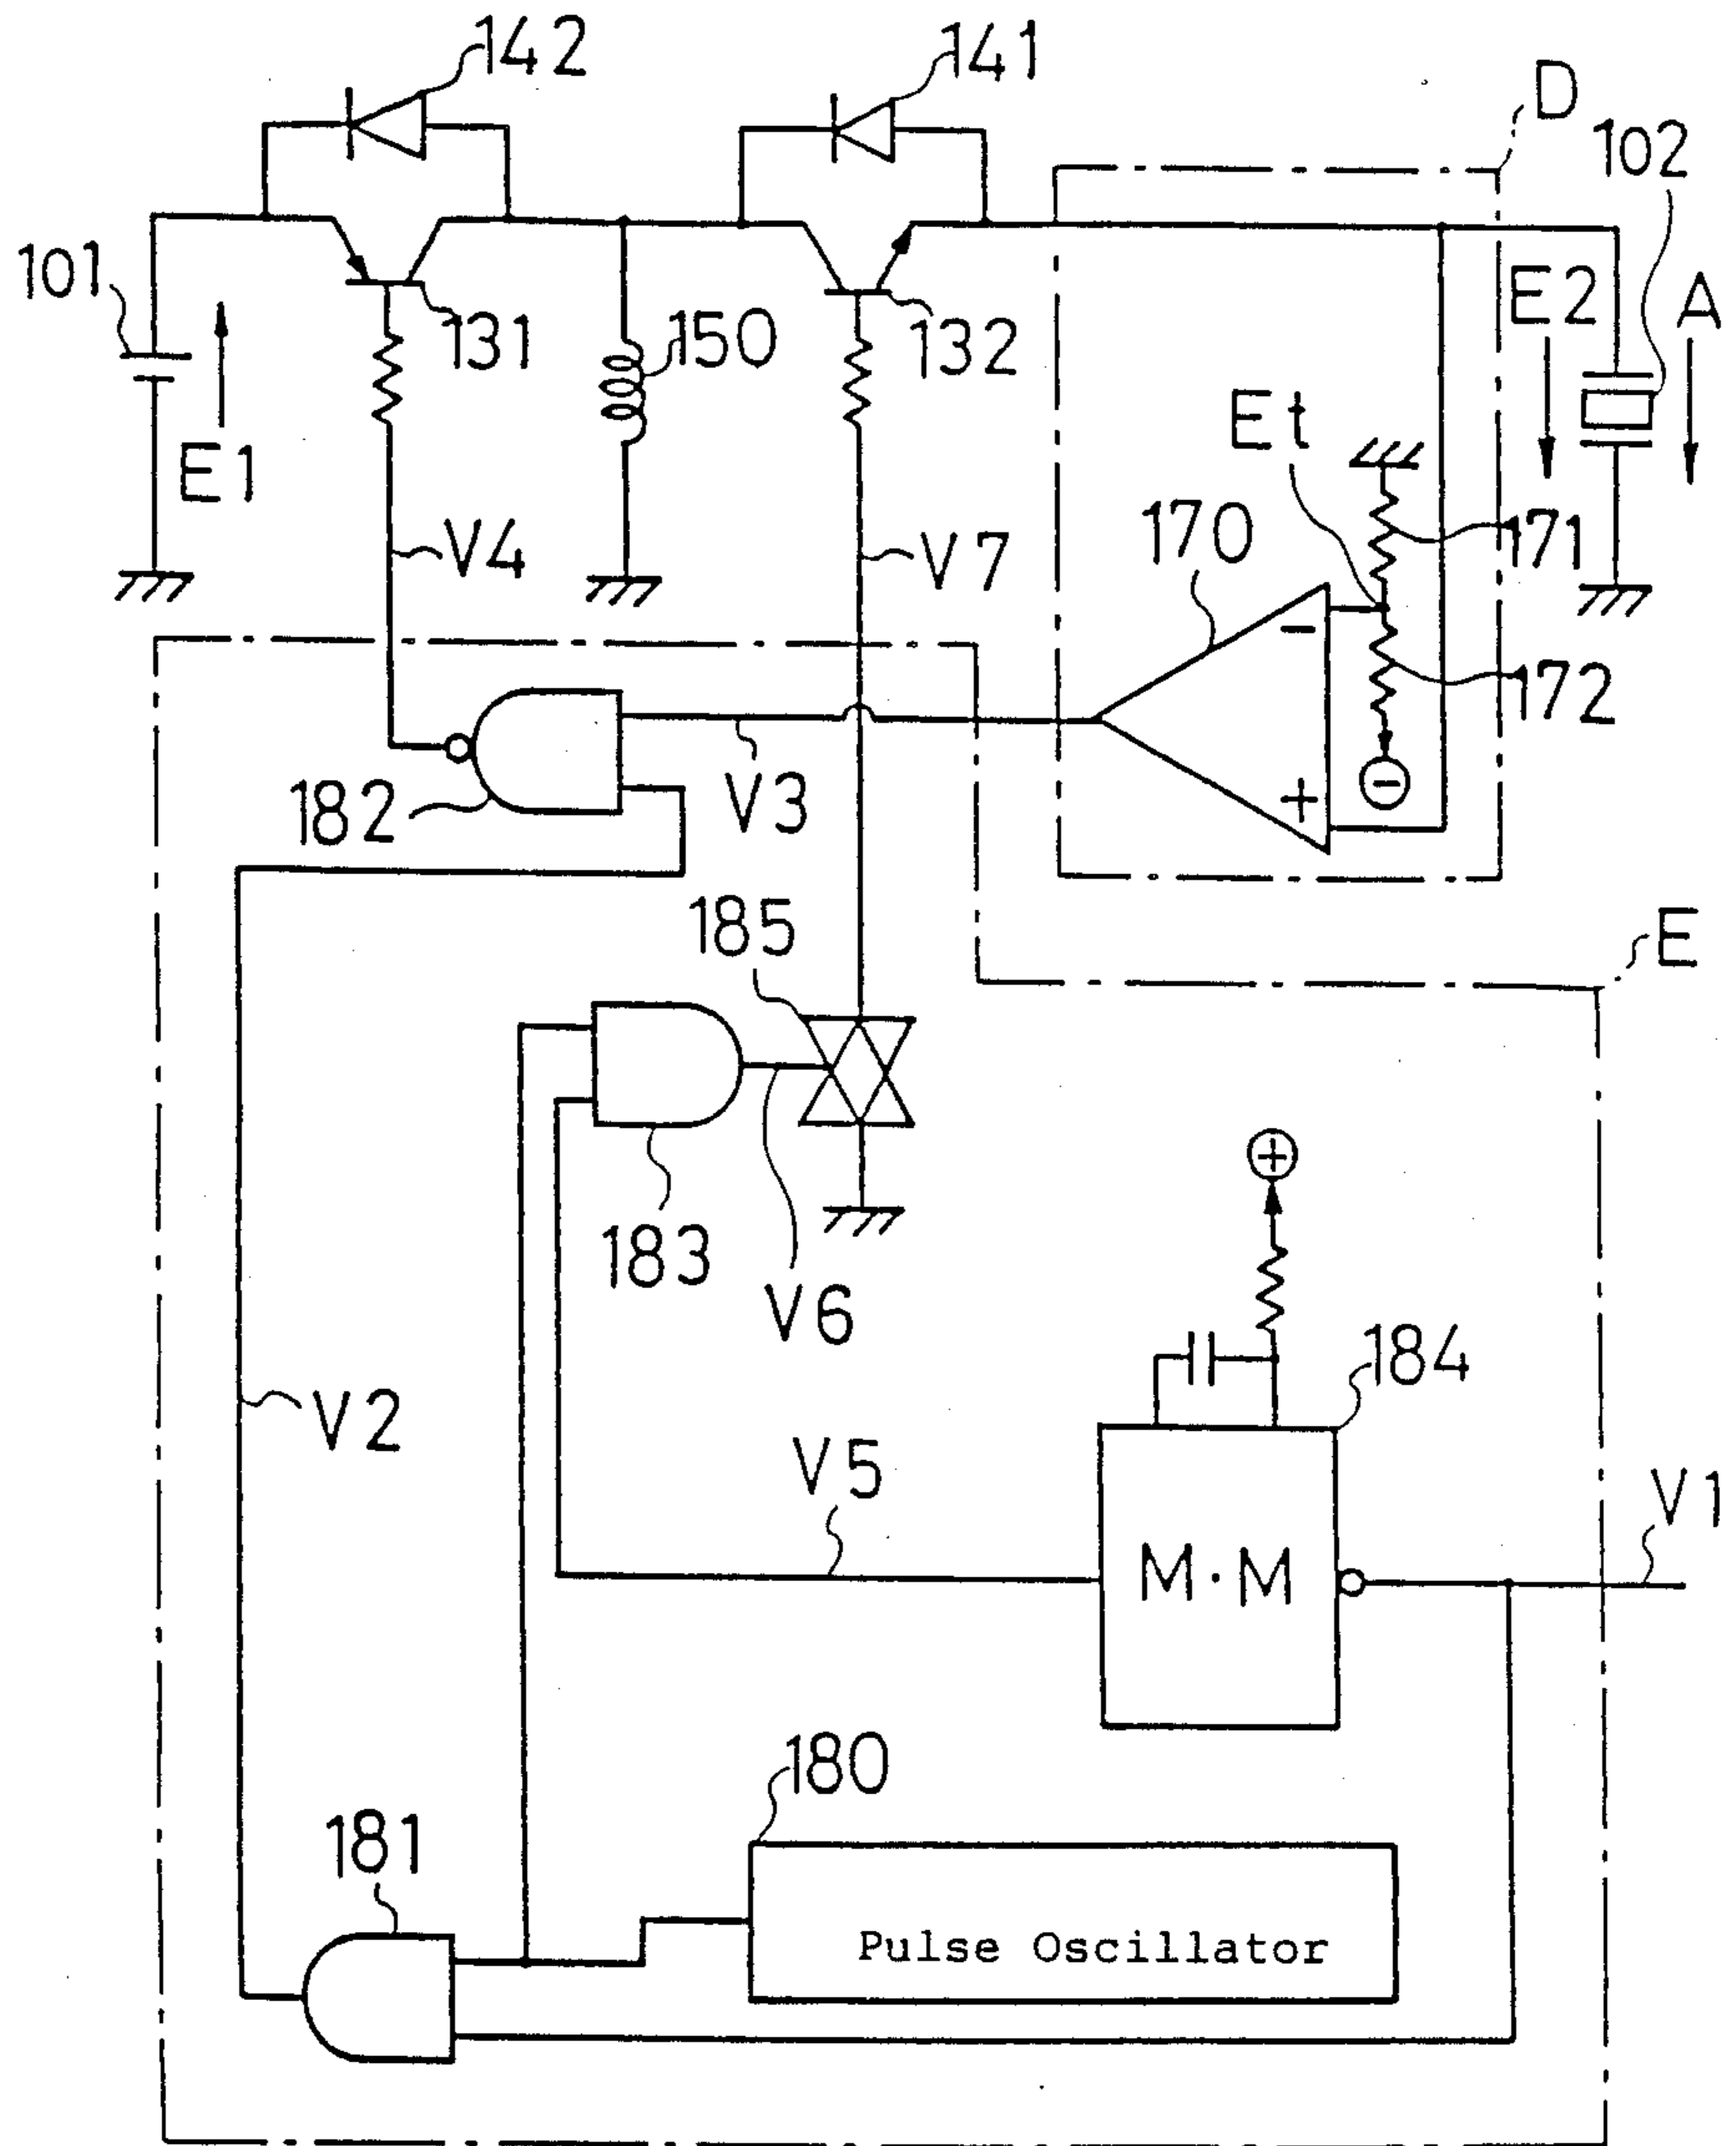 142
141
D
102
101
131
150
132
E2
A
E1
Et
V4
V7
170
171
−
172
182
V3
+
−
185
E
183
+
V6
184
V2
V5
V1
M·M
180
181
Pulse Oscillator